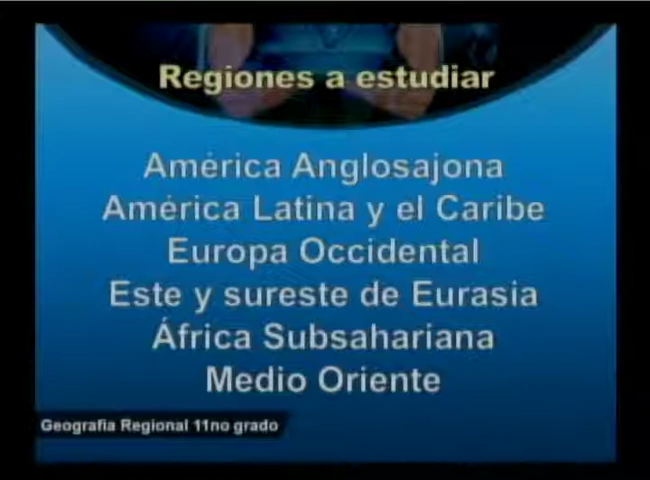 Regiones a estudiar
América Anglosajona
América Latina y el Caribe
Europa Occidental
Este y sureste de Eurasia
África Subsahariana
Medio Oriente
Geografía Regional 11no grado